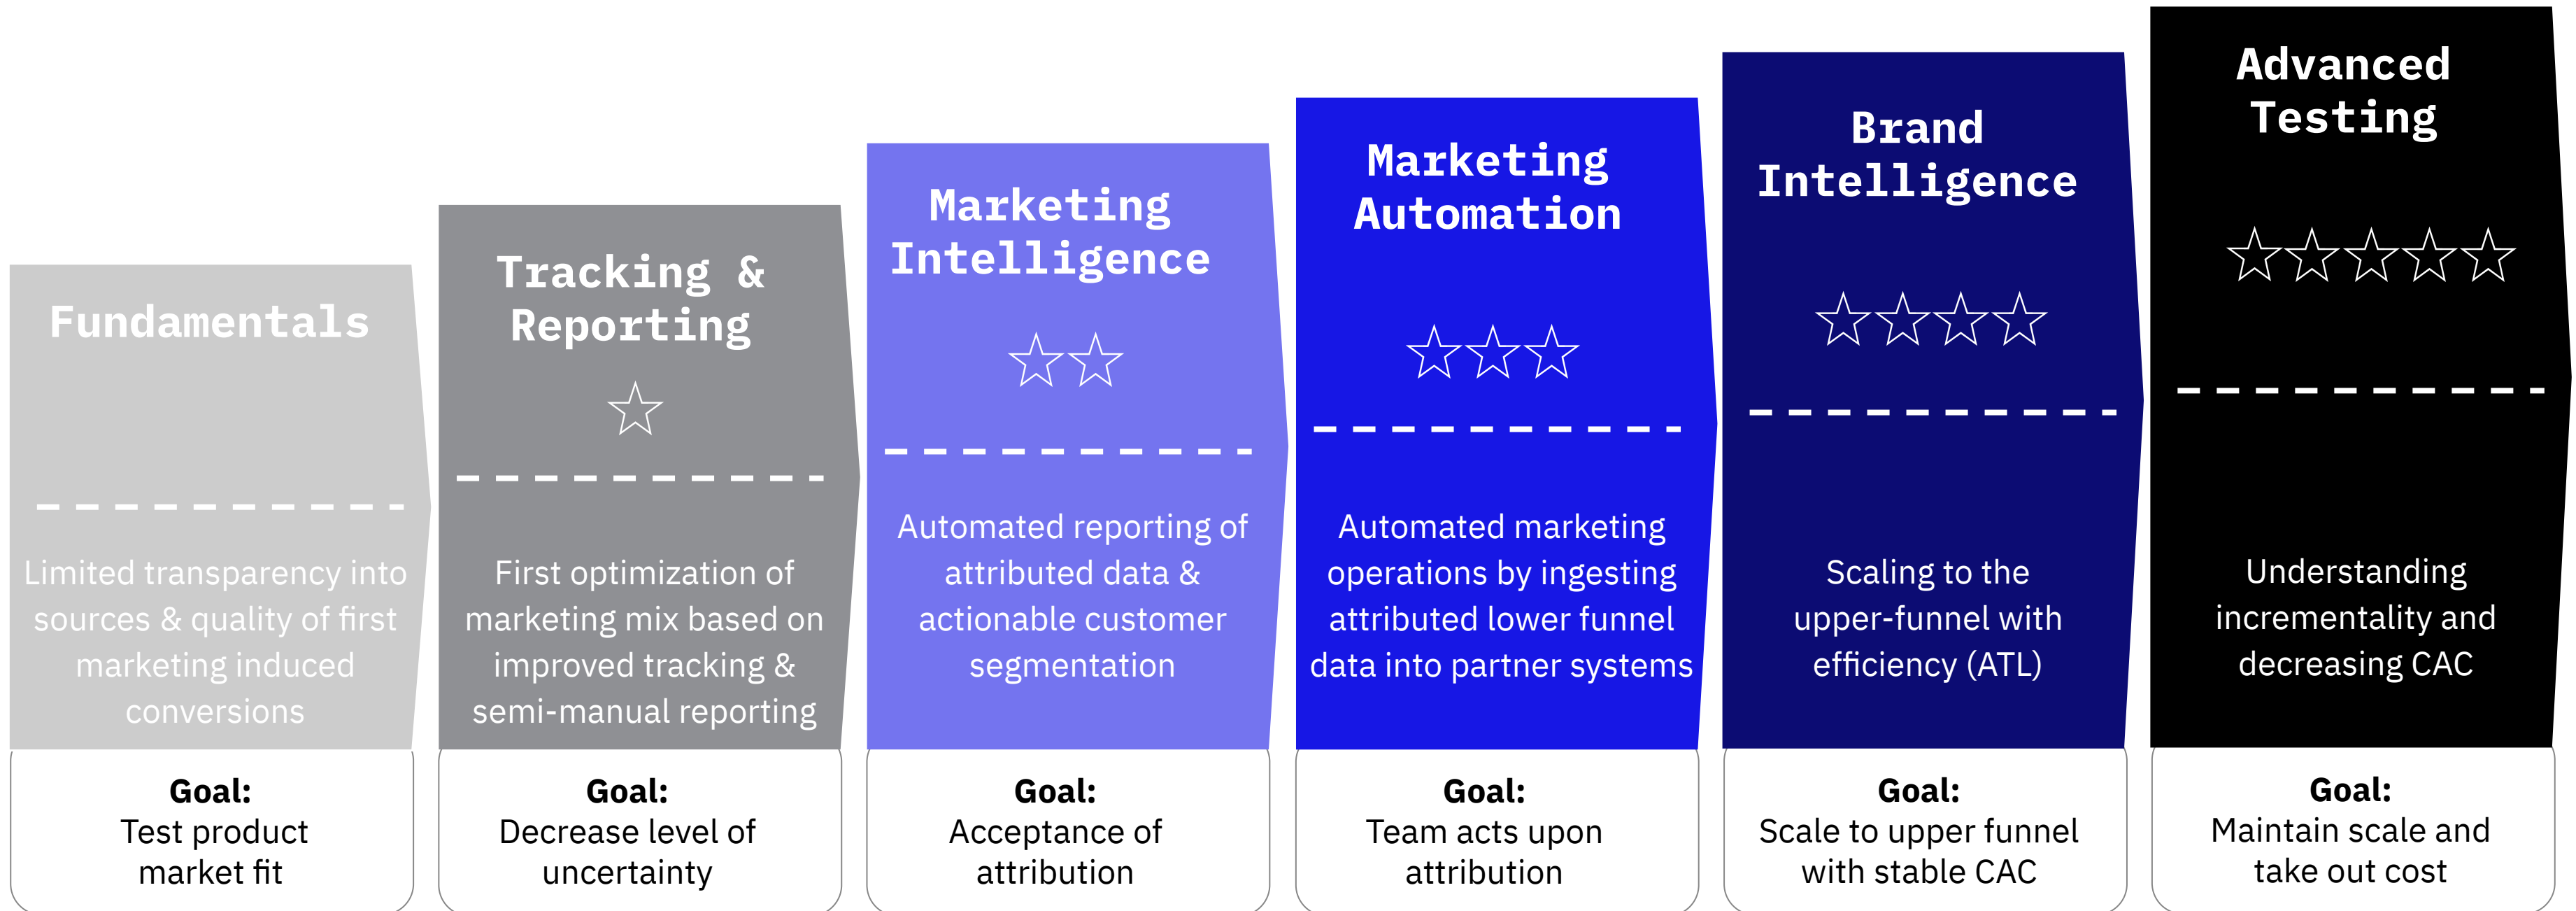 Fundamentals
Limited transparency into
sources & quality of first
marketing induced
conversions
Goal:
Test product
market fit
Tracking &
Reporting
First optimization of
marketing mix based on
improved tracking &
semi-manual reporting
Goal:
Decrease level of
uncertainty
Marketing
Intelligence
Automated reporting of
attributed data &
actionable customer
segmentation
Goal:
Acceptance of
attribution
Marketing
Automation
Automated marketing
operations by ingesting
attributed lower funnel
data into partner systems
Goal:
Team acts upon
attribution
Brand
Intelligence
Scaling to the
upper-funnel with
efficiency (ATL)
Goal:
Scale to upper funnel
with stable CAC
Advanced
Testing
Understanding
incrementality and
decreasing CAC
Goal:
Maintain scale and
take out cost